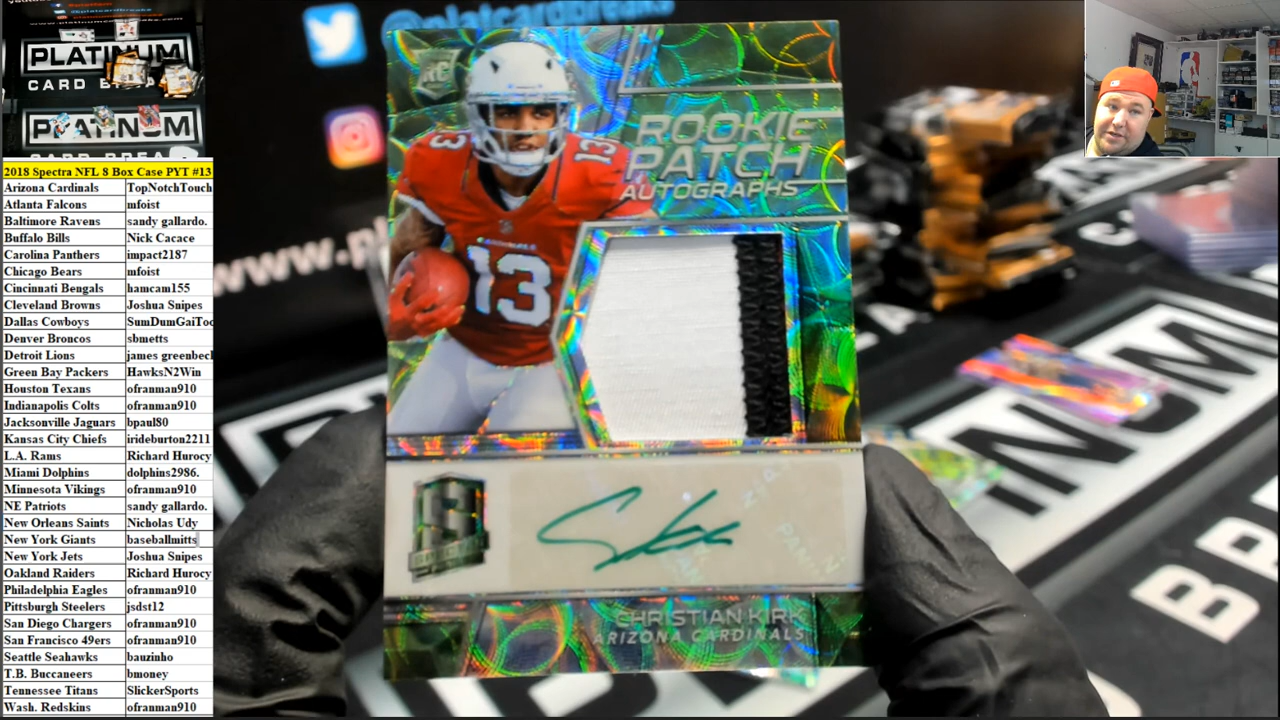 PLATINUM
CARD
PLATINUM
2018 Spectra NFL 8 Box Case PYT #13
Arizona Cardinals TopNotchTouch
Atlanta Falcons mfoist
Baltimore Ravens sandy gallardo.
Buffalo Bills Nick Cacace
Carolina Panthers impact2187
Chicago Bears mfoist
Cincinnati Bengals hamcam155
Cleveland Browns Joshua Snipes
Dallas Cowboys SumDumGaiToo
Denver Broncos sbmetts
Detroit Lions james greenbec
Green Bay Packers HawksN2Win
Houston Texans ofranman910
Indianapolis Colts ofranman910
Jacksonville Jaguars bpaul80
Kansas City Chiefs irideburton2211
L.A. Rams Richard Hurocy
Miami Dolphins dolphins2986.
Minnesota Vikings ofranman910
NE Patriots sandy gallardo.
New Orleans Saints Nicholas Udy
New York Giants baseballmitts
New York Jets Joshua Snipes
Oakland Raiders Richard Hurocy
Philadelphia Eagles ofranman910
Pittsburgh Steelers jsdst12
San Diego Chargers ofranman910
San Francisco 49ers ofranman910
Seattle Seahawks bauzinho
T.B. Buccaneers bmoney
Tennessee Titans SlickerSports
Wash. Redskins ofranman910
RC
ROOKIE
PATCH
AUTOGRAPHS
13
13
CARDINALS
13
CHRISTIAN KIRK
ARIZONA CARDINALS
www.pl